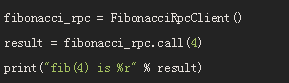 fibonacci_rpc = FibonacciRpcClient()
result = fibonacci_rpc.call(4)
print("fib(4) is %r" % result)